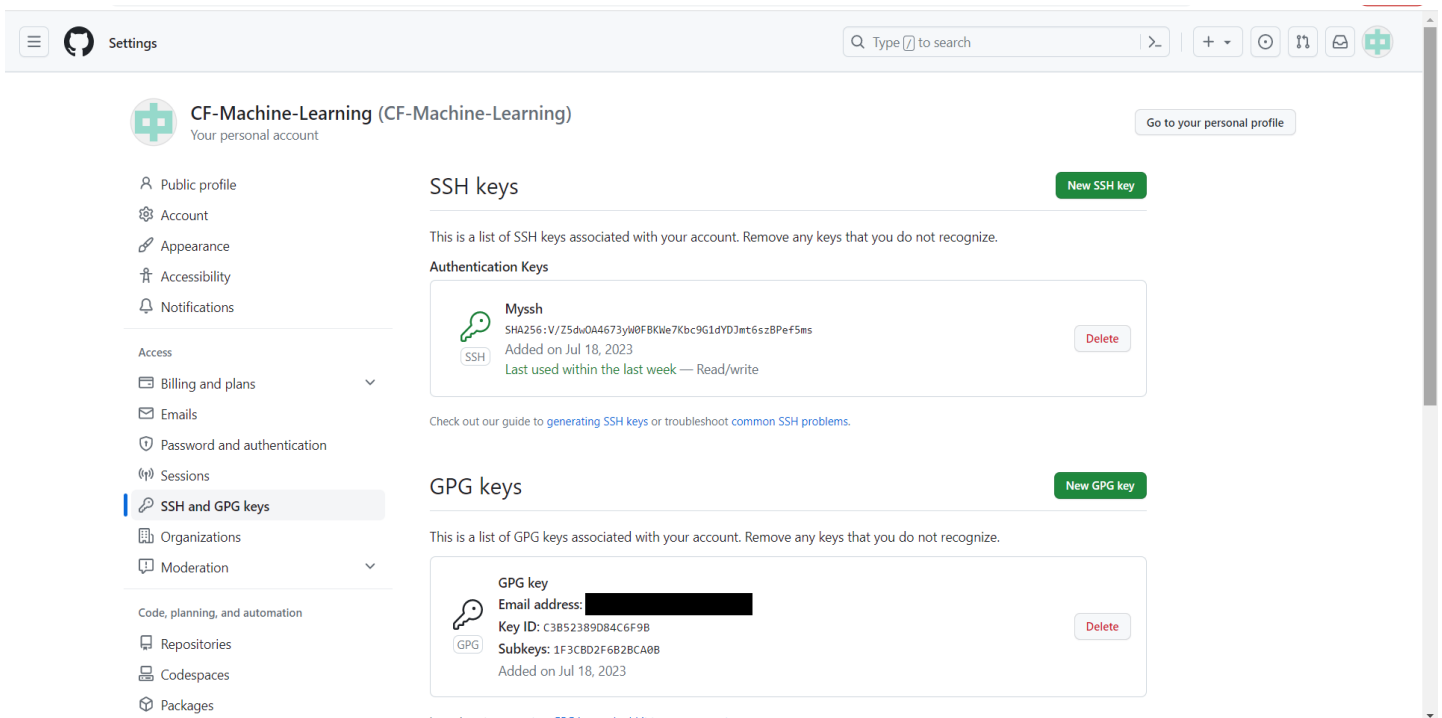 Settings
Type / to search
CF-Machine-Learning (CF-Machine-Learning)
Your personal account
Go to your personal profile
Public profile
Account
Appearance
Accessibility
Notifications
Access
Billing and plans
Emails
Password and authentication
Sessions
SSH and GPG keys
Organizations
Moderation
Code, planning, and automation
Repositories
Codespaces
Packages
SSH keys
New SSH key
This is a list of SSH keys associated with your account. Remove any keys that you do not recognize.
Authentication Keys
Myssh
SHA256:V/Z5dwOA4673yW0FBKWe7Kbc9G1dYDJmt6szBPef5ms
SSH
Added on Jul 18, 2023
Last used within the last week — Read/write
Delete
Check out our guide to generating SSH keys or troubleshoot common SSH problems.
GPG keys
New GPG key
This is a list of GPG keys associated with your account. Remove any keys that you do not recognize.
GPG key
Email address:
Key ID: C3B52389D84C6F9B
GPG
Subkeys: 1F3CBD2F6B2BCA0B
Added on Jul 18, 2023
Delete